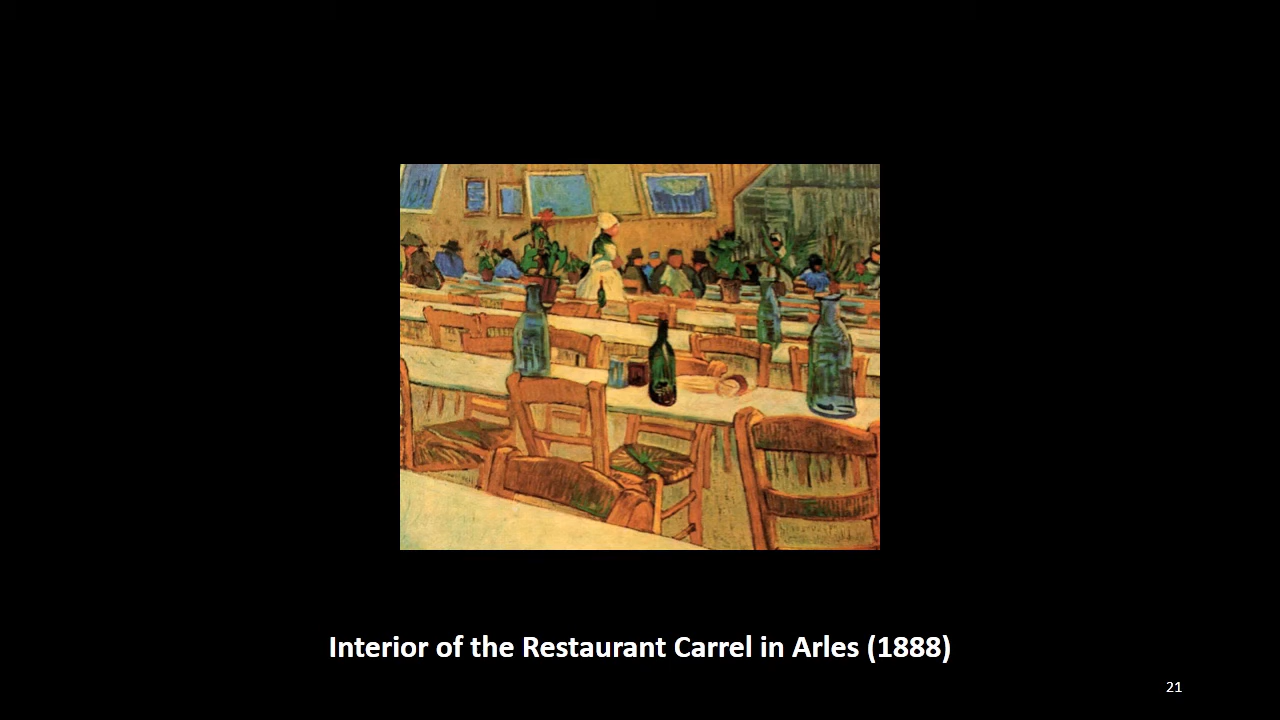 Interior of the Restaurant Carrel in Arles (1888)
21